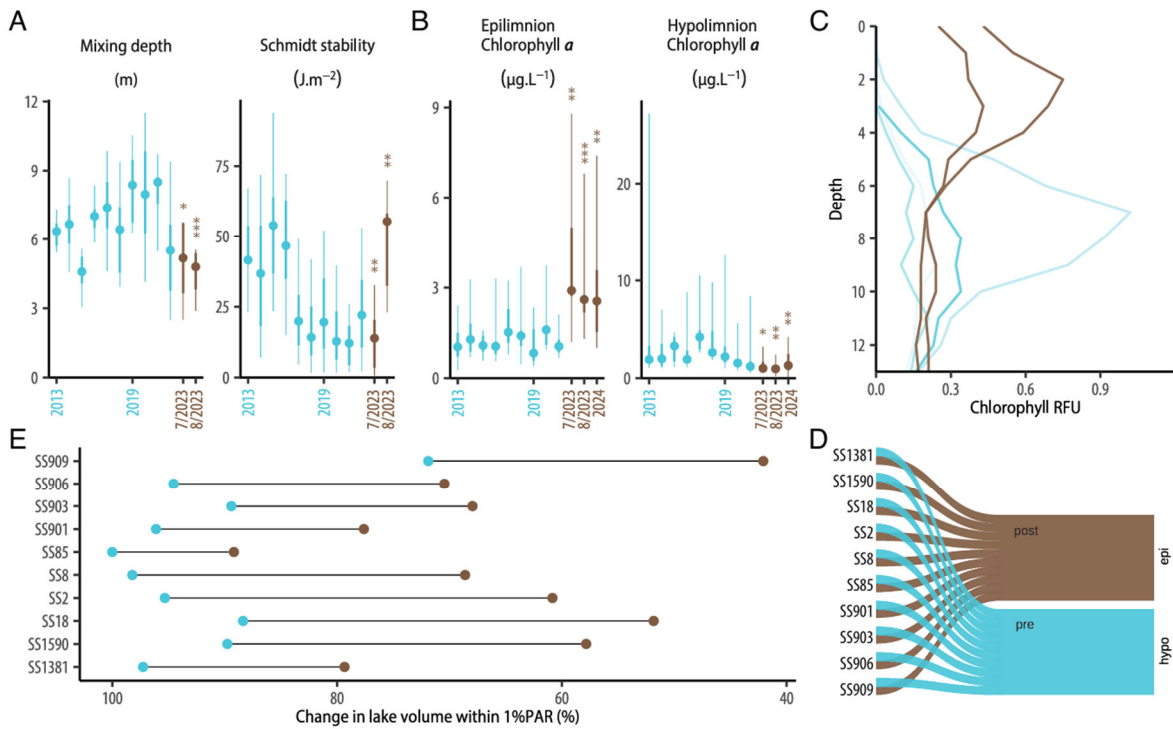 A
Mixing depth
(m)
12
9
6
3
0
2013
2019
7/2023
8/2023
*
***
Schmidt stability
(J.m−2)
75
50
25
0
2013
2019
7/2023
8/2023
**
**
B
Epilimnion
Chlorophyll a
(µg.L−1)
9
6
3
0
2013
2019
7/2023
8/2023
2024
**
***
**
Hypolimnion
Chlorophyll a
(µg.L−1)
20
10
0
2013
2019
7/2023
8/2023
2024
*
**
**
C
0
2
4
6
8
10
12
Depth
0.0
0.3
0.6
0.9
Chlorophyll RFU
E
SS909
SS906
SS903
SS901
SS85
SS8
SS2
SS18
SS1590
SS1381
100
80
60
40
Change in lake volume within 1%PAR (%)
D
SS1381
SS1590
SS18
SS2
SS8
SS85
SS901
SS903
SS906
SS909
post
pre
epi
hypo